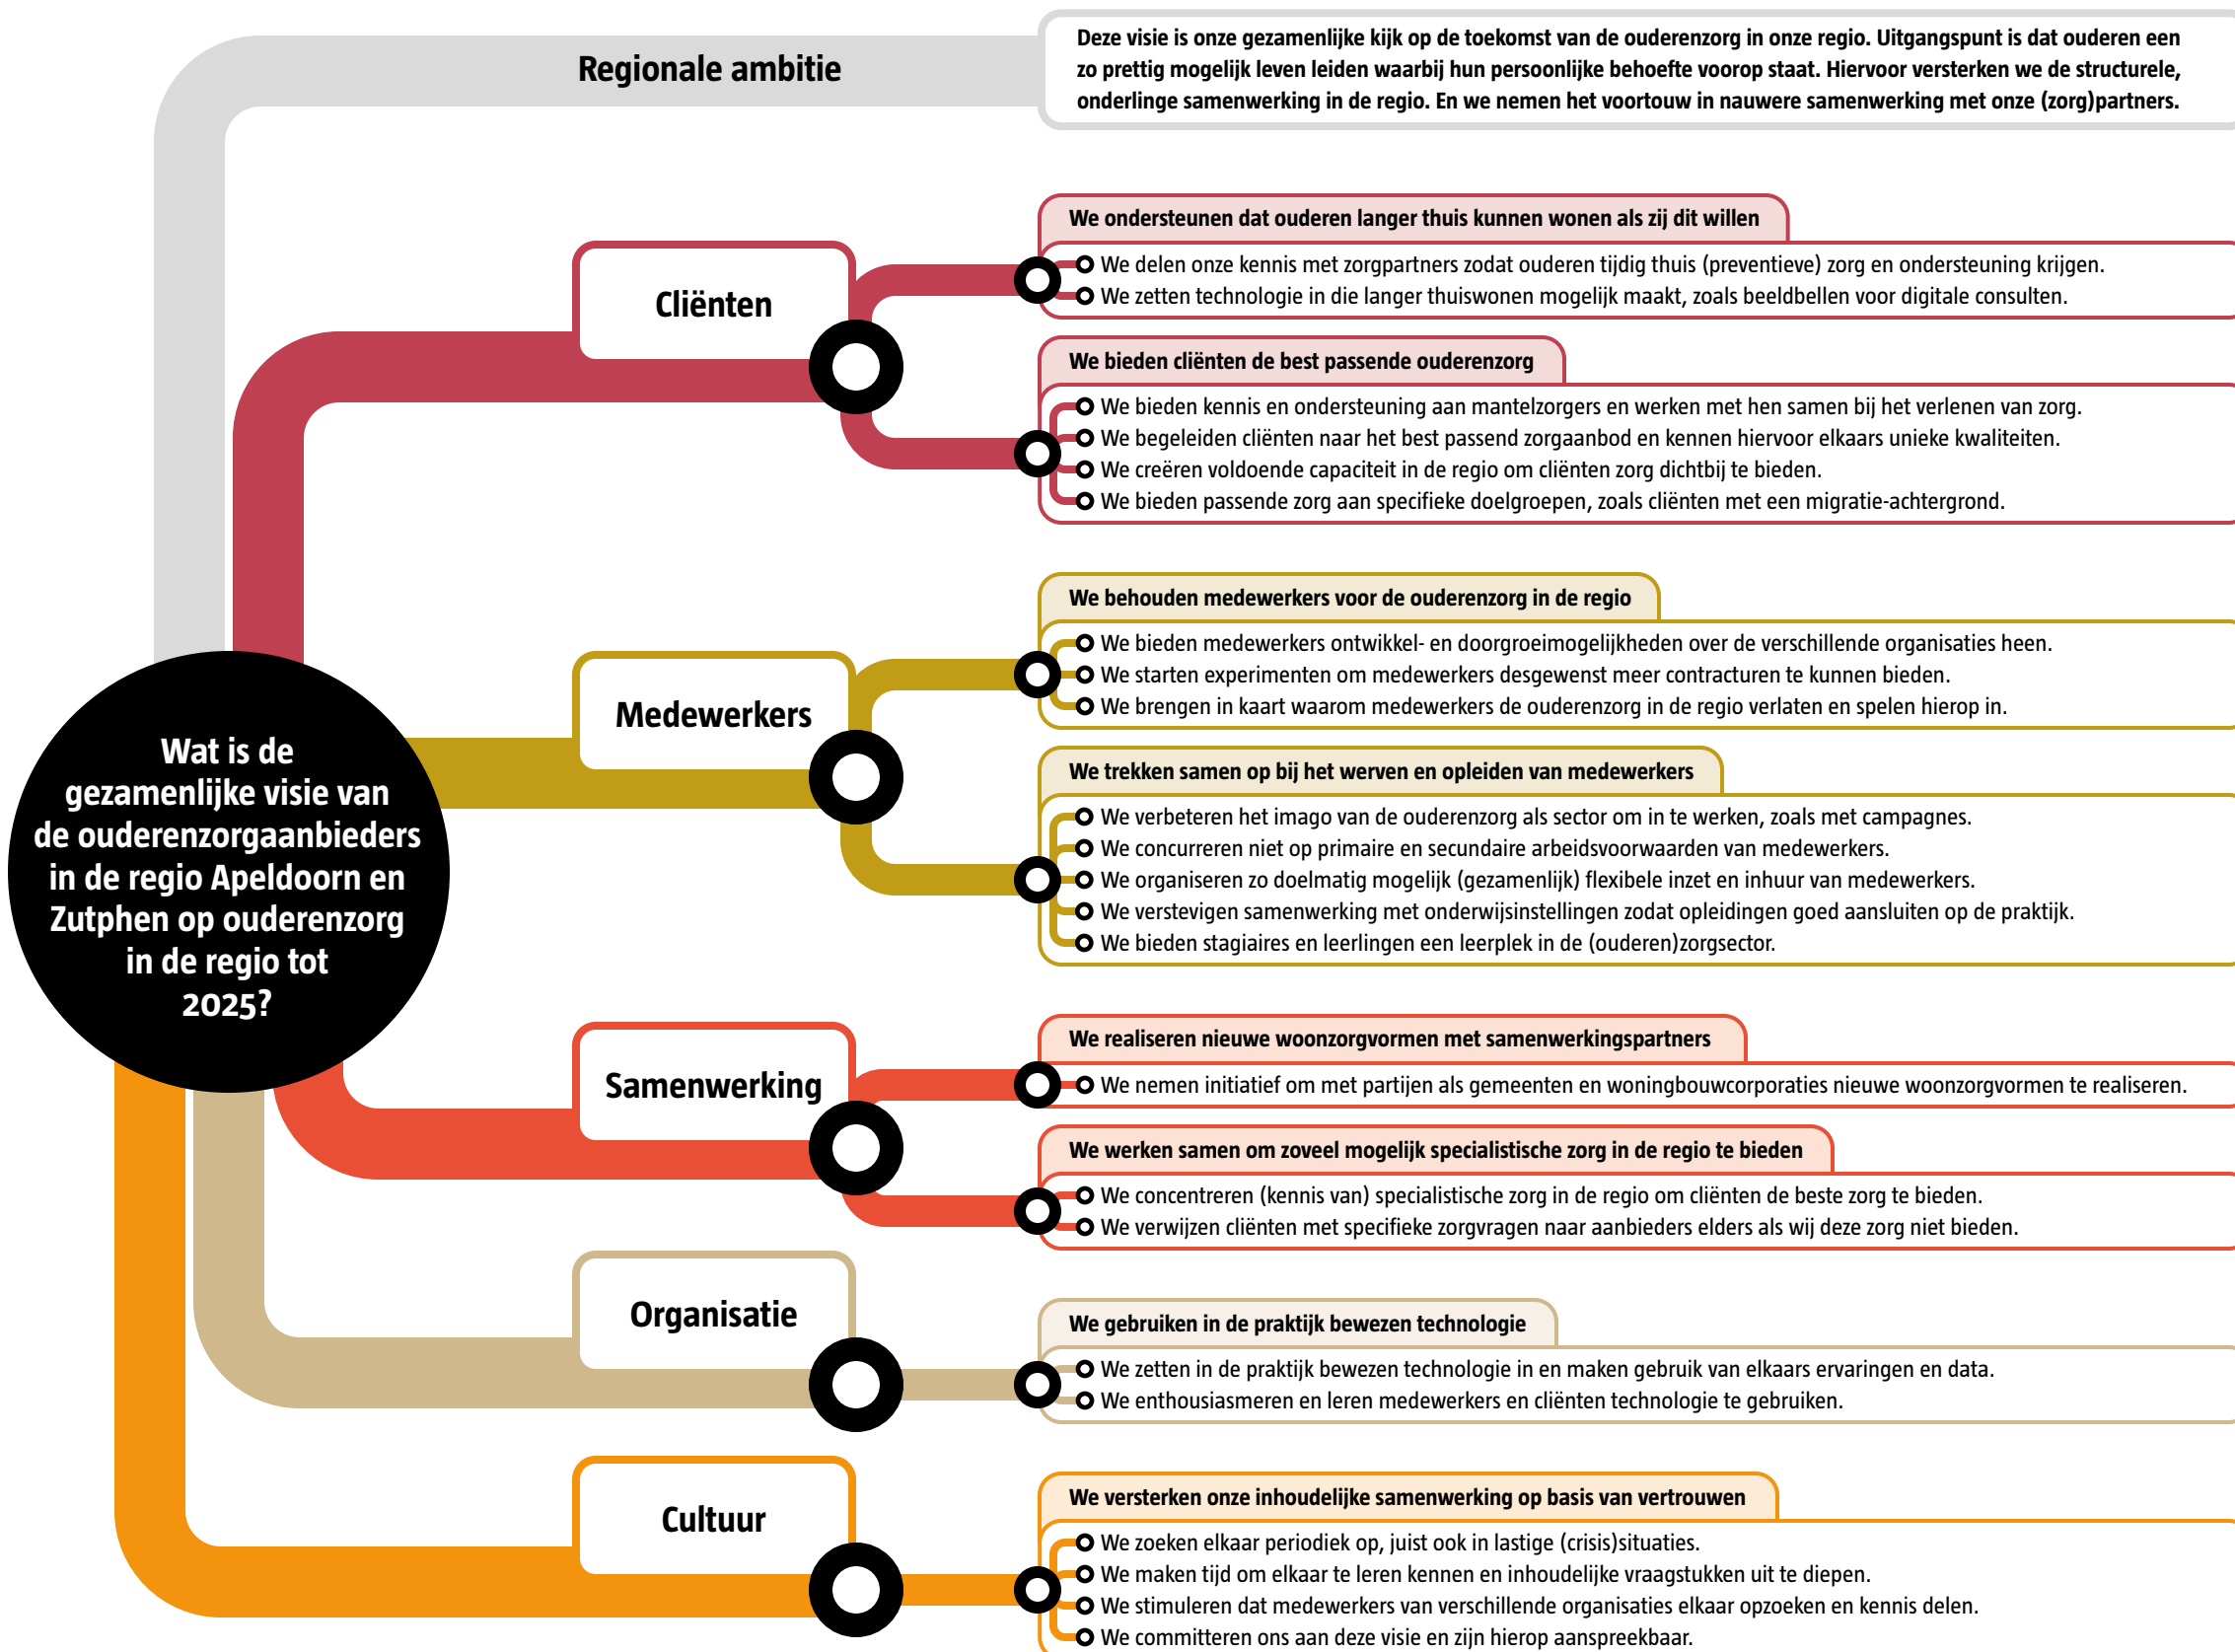 Regionale ambitie
Deze visie is onze gezamenlijke kijk op de toekomst van de ouderenzorg in onze regio. Uitgangspunt is dat ouderen een
zo prettig mogelijk leven leiden waarbij hun persoonlijke behoefte voorop staat. Hiervoor versterken we de structurele,
onderlinge samenwerking in de regio. En we nemen het voortouw in nauwere samenwerking met onze (zorg)partners.
Wat is de
gezamenlijke visie van
de ouderenzorgaanbieders
in de regio Apeldoorn en
Zutphen op ouderenzorg
in de regio tot
2025?
Cliënten
We ondersteunen dat ouderen langer thuis kunnen wonen als zij dit willen
We delen onze kennis met zorgpartners zodat ouderen tijdig thuis (preventieve) zorg en ondersteuning krijgen.
We zetten technologie in die langer thuiswonen mogelijk maakt, zoals beeldbellen voor digitale consulten.
We bieden cliënten de best passende ouderenzorg
We bieden kennis en ondersteuning aan mantelzorgers en werken met hen samen bij het verlenen van zorg.
We begeleiden cliënten naar het best passend zorgaanbod en kennen hiervoor elkaars unieke kwaliteiten.
We creëren voldoende capaciteit in de regio om cliënten zorg dichtbij te bieden.
We bieden passende zorg aan specifieke doelgroepen, zoals cliënten met een migratie-achtergrond.
Medewerkers
We behouden medewerkers voor de ouderenzorg in de regio
We bieden medewerkers ontwikkel- en doorgroeimogelijkheden over de verschillende organisaties heen.
We starten experimenten om medewerkers desgewenst meer contracturen te kunnen bieden.
We brengen in kaart waarom medewerkers de ouderenzorg in de regio verlaten en spelen hierop in.
We trekken samen op bij het werven en opleiden van medewerkers
We verbeteren het imago van de ouderenzorg als sector om in te werken, zoals met campagnes.
We concurreren niet op primaire en secundaire arbeidsvoorwaarden van medewerkers.
We organiseren zo doelmatig mogelijk (gezamenlijk) flexibele inzet en inhuur van medewerkers.
We verstevigen samenwerking met onderwijsinstellingen zodat opleidingen goed aansluiten op de praktijk.
We bieden stagiaires en leerlingen een leerplek in de (ouderen)zorgsector.
Samenwerking
We realiseren nieuwe woonzorgvormen met samenwerkingspartners
We nemen initiatief om met partijen als gemeenten en woningbouwcorporaties nieuwe woonzorgvormen te realiseren.
We werken samen om zoveel mogelijk specialistische zorg in de regio te bieden
We concentreren (kennis van) specialistische zorg in de regio om cliënten de beste zorg te bieden.
We verwijzen cliënten met specifieke zorgvragen naar aanbieders elders als wij deze zorg niet bieden.
Organisatie
We gebruiken in de praktijk bewezen technologie
We zetten in de praktijk bewezen technologie in en maken gebruik van elkaars ervaringen en data.
We enthousiasmeren en leren medewerkers en cliënten technologie te gebruiken.
Cultuur
We versterken onze inhoudelijke samenwerking op basis van vertrouwen
We zoeken elkaar periodiek op, juist ook in lastige (crisis)situaties.
We maken tijd om elkaar te leren kennen en inhoudelijke vraagstukken uit te diepen.
We stimuleren dat medewerkers van verschillende organisaties elkaar opzoeken en kennis delen.
We committeren ons aan deze visie en zijn hierop aanspreekbaar.